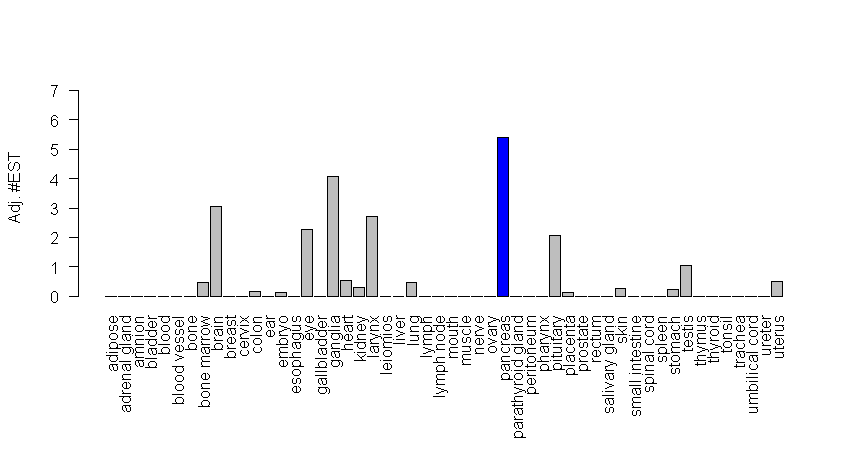 7
6
5
4
3
2
1
0
Adj. #EST
adipose
adrenal gland
amnion
bladder
blood
blood vessel
bone
bone marrow
brain
breast
cervix
colon
ear
embryo
esophagus
eye
gallbladder
ganglia
heart
kidney
larynx
leiomios
liver
lung
lymph
lymph node
mouth
muscle
nerve
ovary
pancreas
parathyroid gland
peritoneum
pharynx
pituitary
placenta
prostate
rectum
salivary gland
skin
small intestine
spinal cord
spleen
stomach
testis
thymus
thyroid
tonsil
trachea
umbilical cord
ureter
uterus